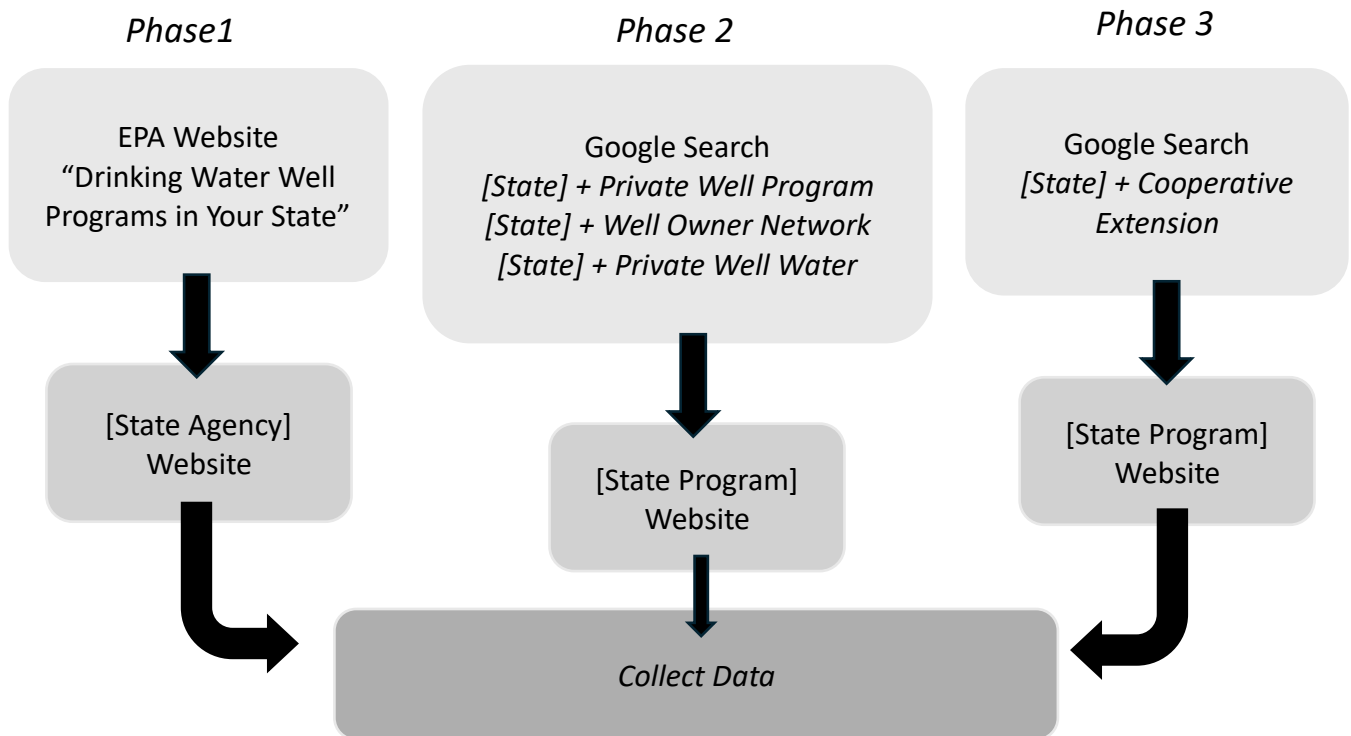 Phase1
EPA Website
“Drinking Water Well
Programs in Your State”
[State Agency]
Website
Phase 2
Google Search
[State] + Private Well Program
[State] + Well Owner Network
[State] + Private Well Water
[State Program]
Website
Phase 3
Google Search
[State] + Cooperative
Extension
[State Program]
Website
Collect Data